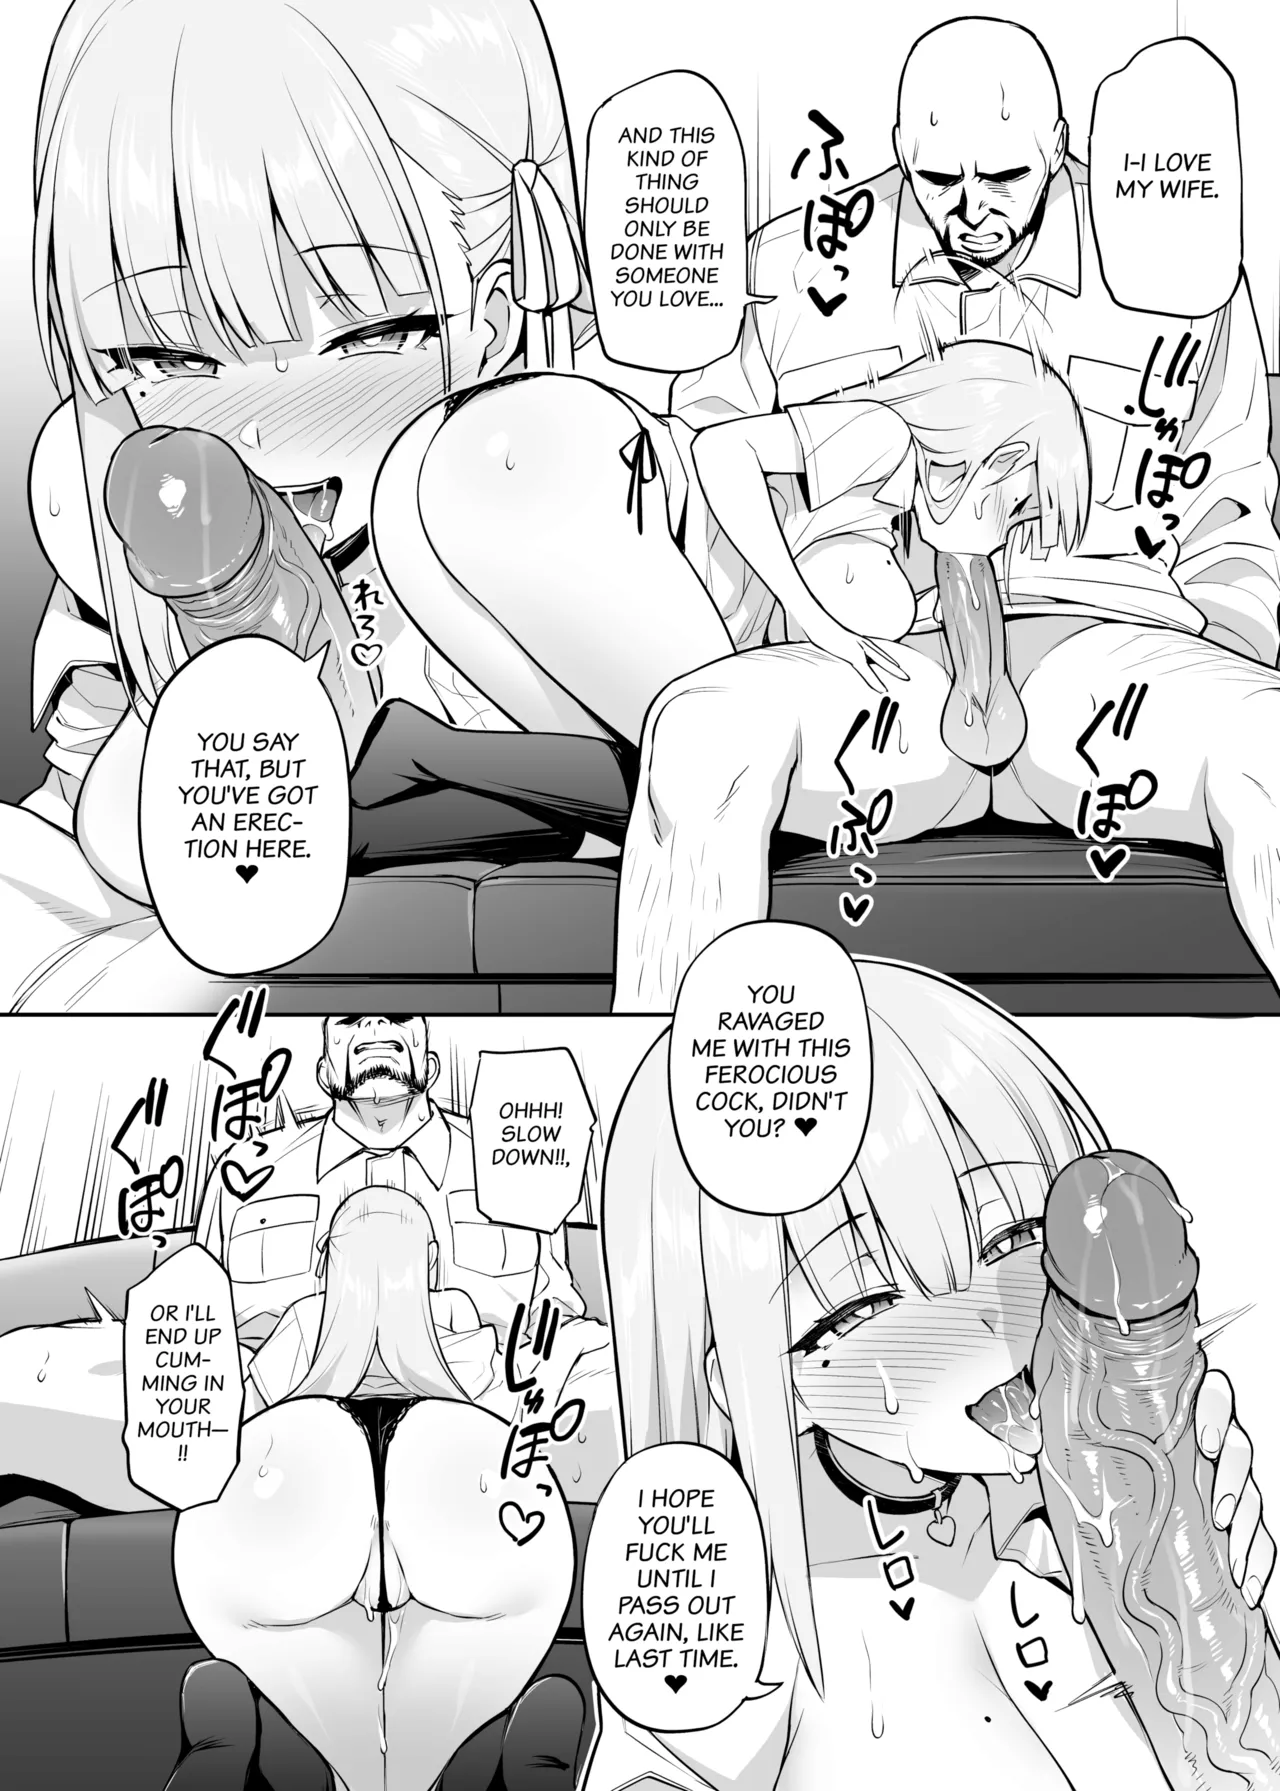 I-I LOVE
MY WIFE.
AND THIS
KIND OF
THING
SHOULD
ONLY BE
DONE WITH
SOMEONE
YOU LOVE...
ふ
ぽっ♥
じゅ
ぽっ♥
れろ♡
YOU SAY
THAT, BUT
YOU'VE GOT
AN EREC-
TION HERE.
♥
ぐ
ぷっ♥
ぐ
ぽ♥
YOU
RAVAGED
ME WITH THIS
FEROCIOUS
COCK, DIDN'T
YOU? ♥
OHHH!
SLOW
DOWN!!,
ぐ
ぽっ♡
ぐ
ぽっ
OR I'LL
END UP
CUM-
MING IN
YOUR
MOUTH—
!!
じゅ
ぽっ♡
I HOPE
YOU'LL
FUCK ME
UNTIL I
PASS OUT
AGAIN, LIKE
LAST TIME.
♥
レロ♥
レロ♥